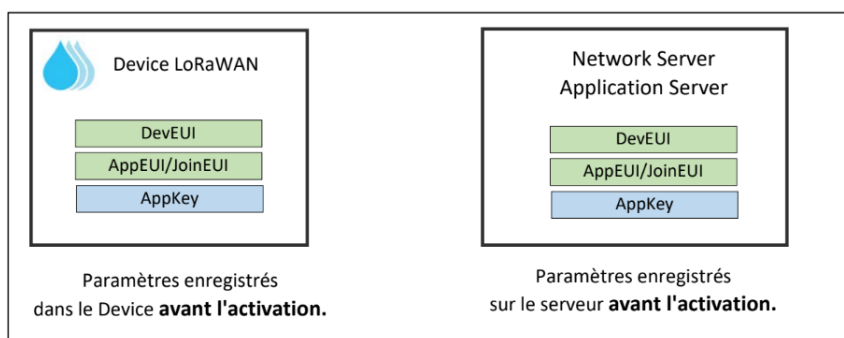 Device LoRaWAN
DevEUI
AppEUI/JoinEUI
AppKey
Paramètres enregistrés
dans le Device avant l'activation.
Network Server
Application Server
DevEUI
AppEUI/JoinEUI
AppKey
Paramètres enregistrés
sur le serveur avant l'activation.